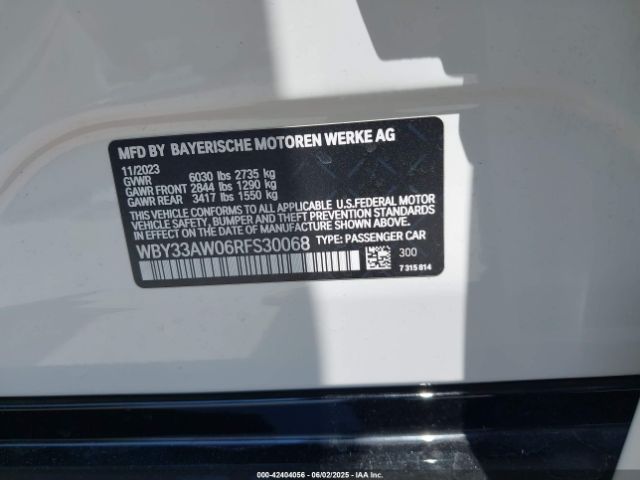 MFD BY BAYERISCHE MOTOREN WERKE AG
11/2023
GVWR 6030 lbs 2735 kg
GAWR FRONT 2844 lbs 1290 kg
GAWR REAR 3417 lbs 1550 kg
THIS VEHICLE CONFORMS TO ALL APPLICABLE U.S.FEDERAL MOTOR
VEHICLE SAFETY, BUMPER, AND THEFT PREVENTION STANDARDS
IN EFFECT ON THE DATE OF MANUFACTURE SHOWN ABOVE.
WBY33AW06RFS30068 TYPE: PASSENGER CAR
300
7 315 814
000-42404056 - 06/02/2025 - IAA Inc.